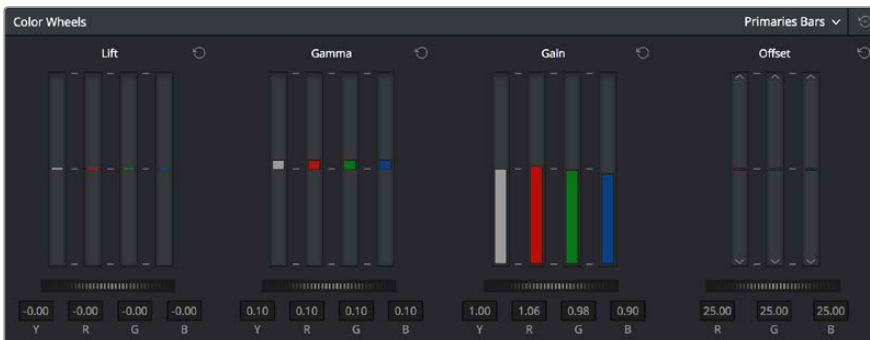 Color Wheels Primaries Bars
Lift Gamma Gain Offset
-0.00 -0.00 -0.00 -0.00 0.10 0.10 0.10 0.10 1.00 1.06 0.98 0.90 25.00 25.00 25.00
Y R G B Y R G B Y R G B R G B